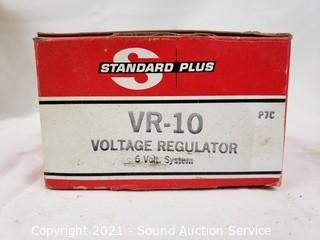 S
STANDARD PLUS
VR-10
P7C
VOLTAGE REGULATOR
6 Volt System
Copyright 2021 - Sound Auction Service